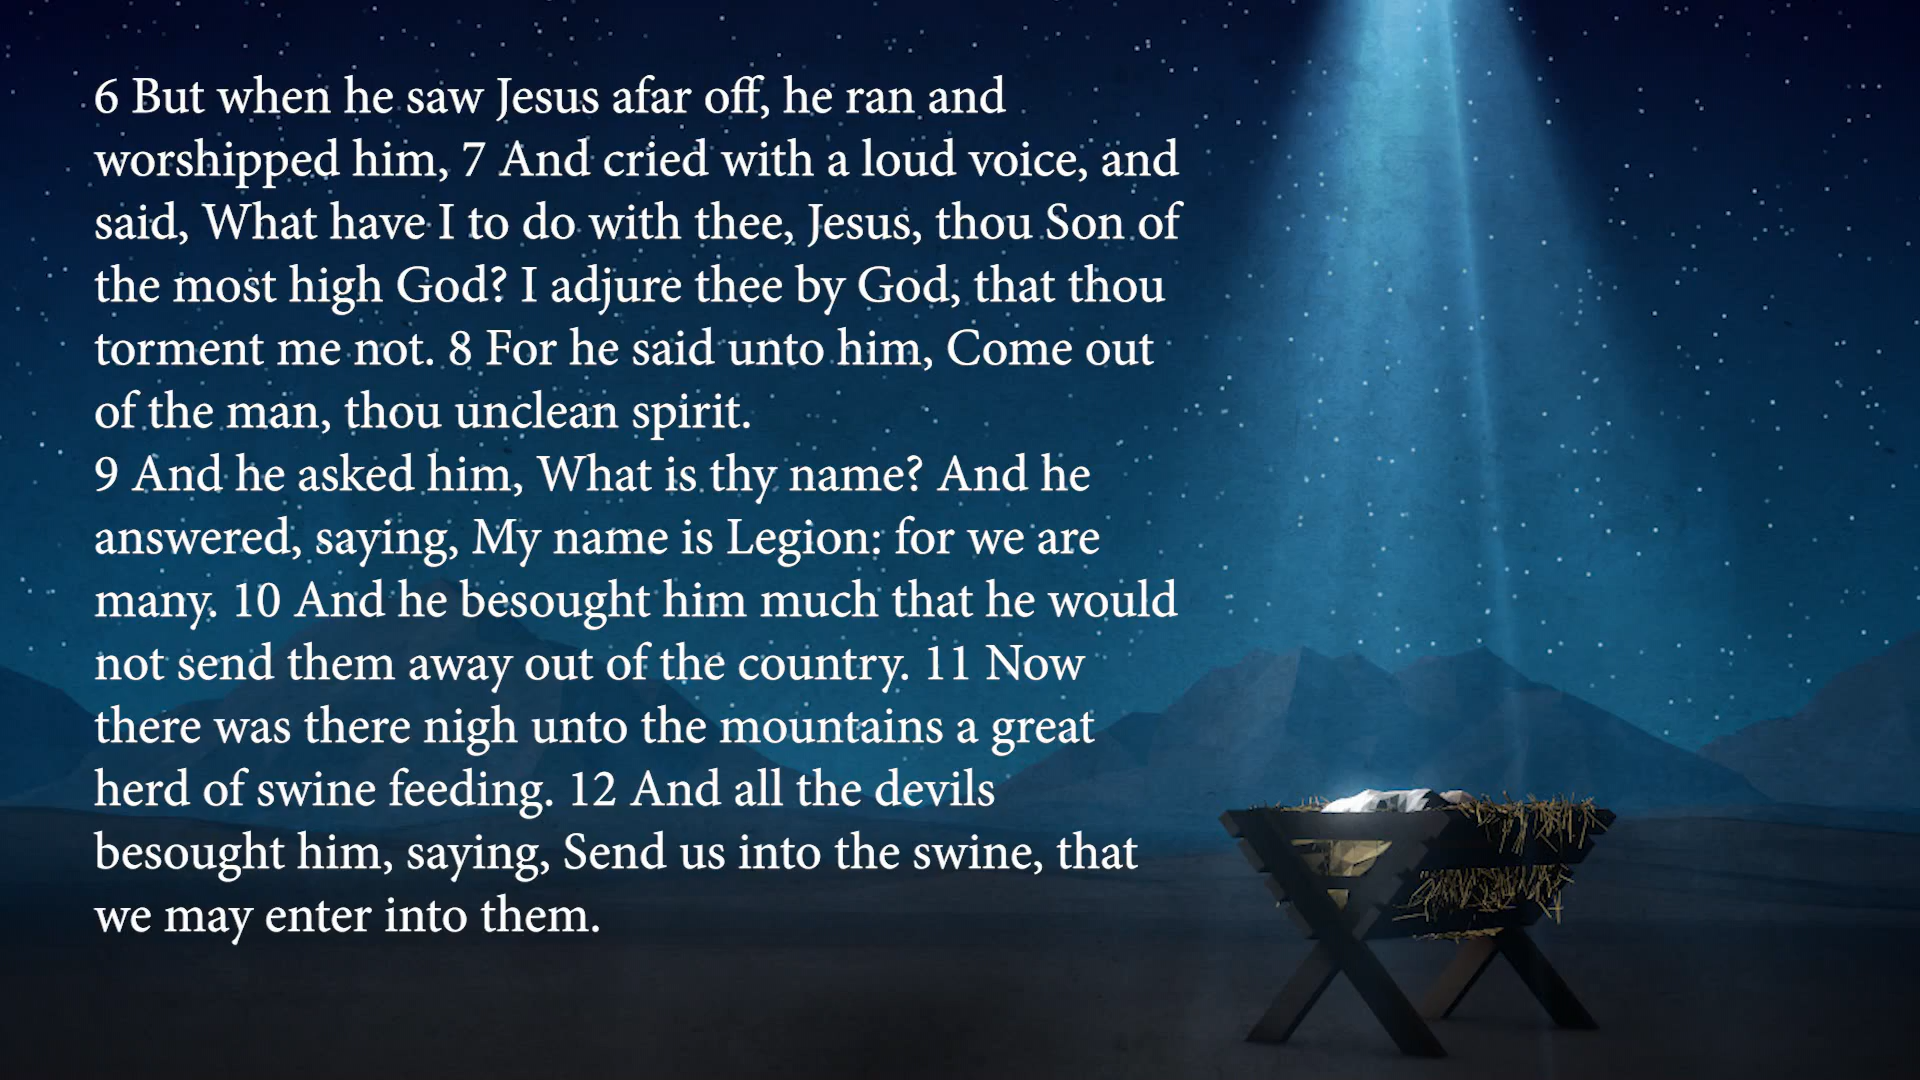 6 But when he saw Jesus afar off, he ran and
worshipped him, 7 And cried with a loud voice, and
said, What have I to do with thee, Jesus, thou Son of
the most high God? I adjure thee by God, that thou
torment me not. 8 For he said unto him, Come out
of the man, thou unclean spirit.
9 And he asked him, What is thy name? And he
answered, saying, My name is Legion: for we are
many. 10 And he besought him much that he would
not send them away out of the country. 11 Now
there was there nigh unto the mountains a great
herd of swine feeding. 12 And all the devils
besought him, saying, Send us into the swine, that
we may enter into them.